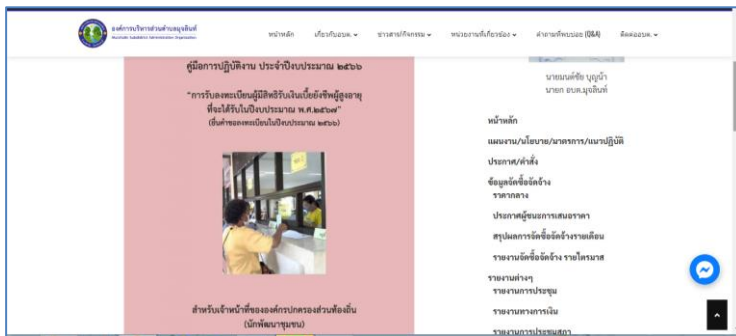 องค์การบริหารส่วนตำบลมุจลินท์
หน้าหลัก
เกี่ยวกับอบต.
ข่าวสาร/กิจกรรม
หน่วยงานที่เกี่ยวข้อง
คำถามที่พบบ่อย (Q&A)
ติดต่ออบต.
คู่มือการปฏิบัติงาน ประจำปีงบประมาณ ๒๕๖๖
"การรับลงทะเบียนผู้มีสิทธิรับเงินเบี้ยยังชีพผู้สูงอายุ
ที่จะได้รับในปีงบประมาณ พ.ศ.๒๕๖๗"
(ยื่นคำขอลงทะเบียนในปีงบประมาณ ๒๕๖๖)
สำหรับเจ้าหน้าที่ขององค์กรปกครองส่วนท้องถิ่น
(นักพัฒนาชุมชน)
นายมนต์ชัย บุญน้ำ
นายก อบต.มุจลินท์
หน้าหลัก
แผนงาน/นโยบาย/มาตรการ/แนวปฏิบัติ
ประกาศ/คำสั่ง
ข้อมูลจัดซื้อจัดจ้าง
ราคากลาง
ประกาศผู้ชนะการเสนอราคา
สรุปผลการจัดซื้อจัดจ้างรายเดือน
รายงานจัดซื้อจัดจ้าง รายไตรมาส
รายงานต่างๆ
รายงานการประชุม
รายงานทางการเงิน
รายงานการประชุมสภา